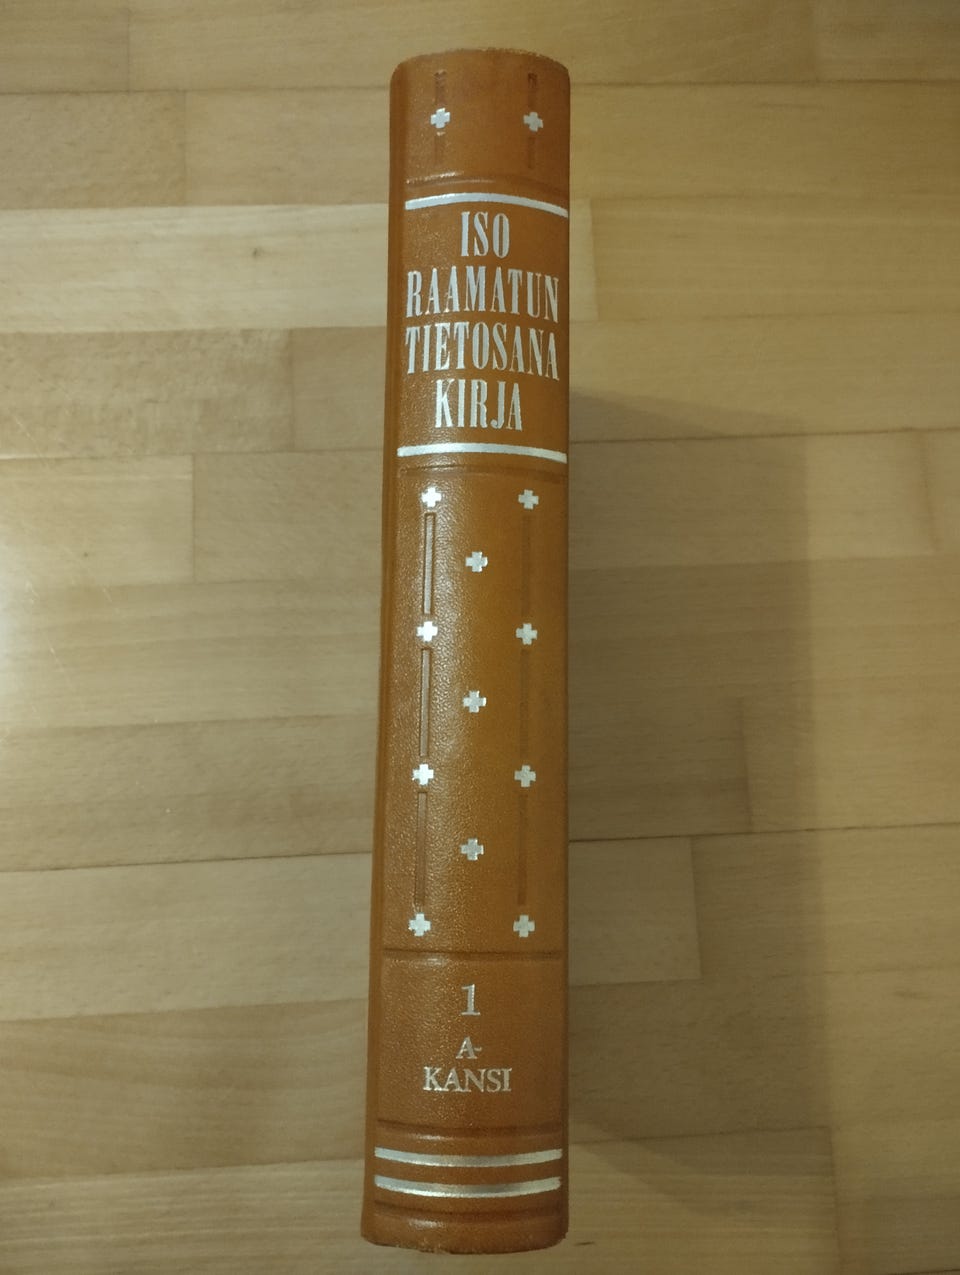 ISO
RAAMATUN
TIETOSANA
KIRJA
1
A-
KANSI